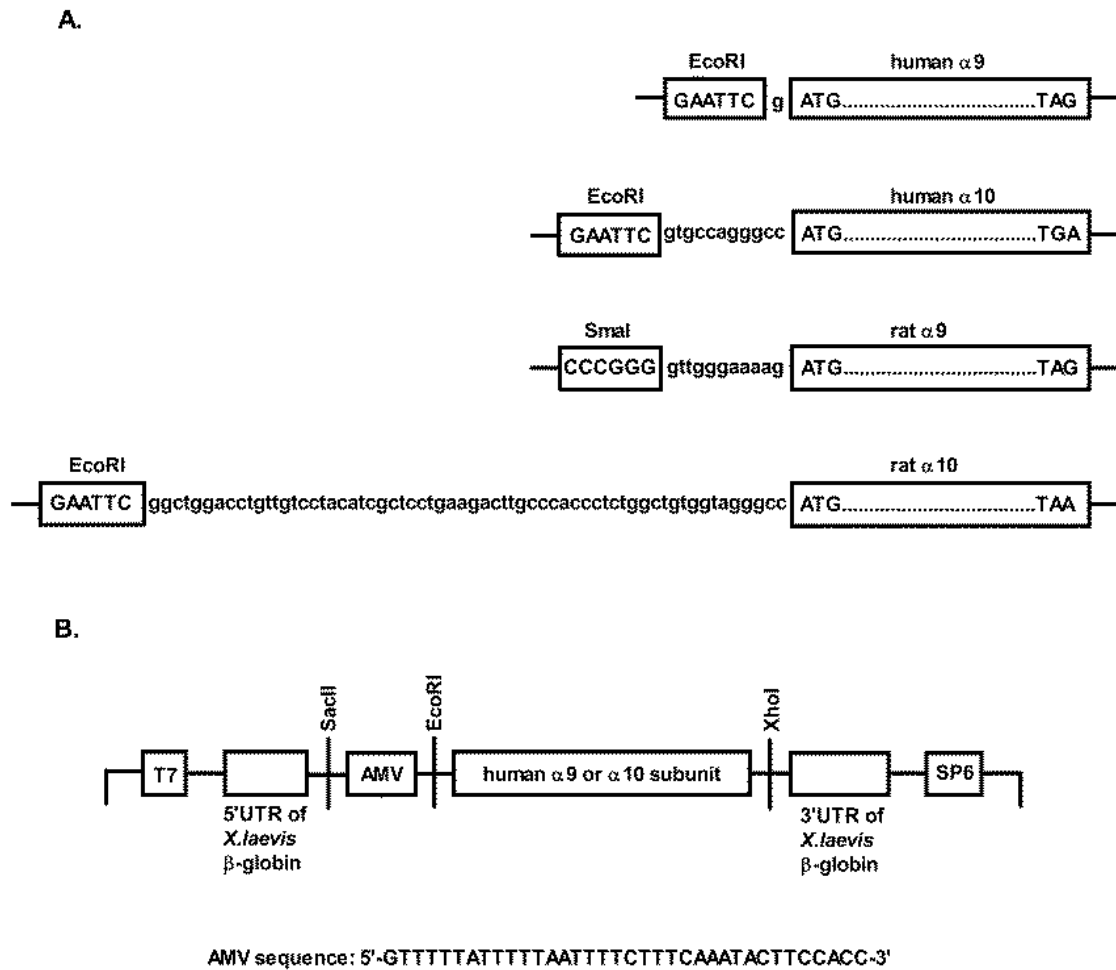 A.
EcoRI human α9
GAATTC g ATG.......................................TAG
EcoRI human α10
GAATTC gtgccagggcc ATG.......................................TGA
SmaI rat α9
CCCGGG gttgggaaaag ATG.......................................TAG
EcoRI rat α10
GAATTC ggctggacctgttgtcctacatcgctcctgaagacttgcccaccctctggctgtggtagggcc ATG.......................................TAA
B.
SacII EcoRI XhoI
T7 AMV human α9 or α10 subunit SP6
5'UTR of 3'UTR of
X.laevis X.laevis
β-globin β-globin
AMV sequence: 5'-GTTTTTATTTTTAATTTTCTTTCAAATACTTCCACC-3'